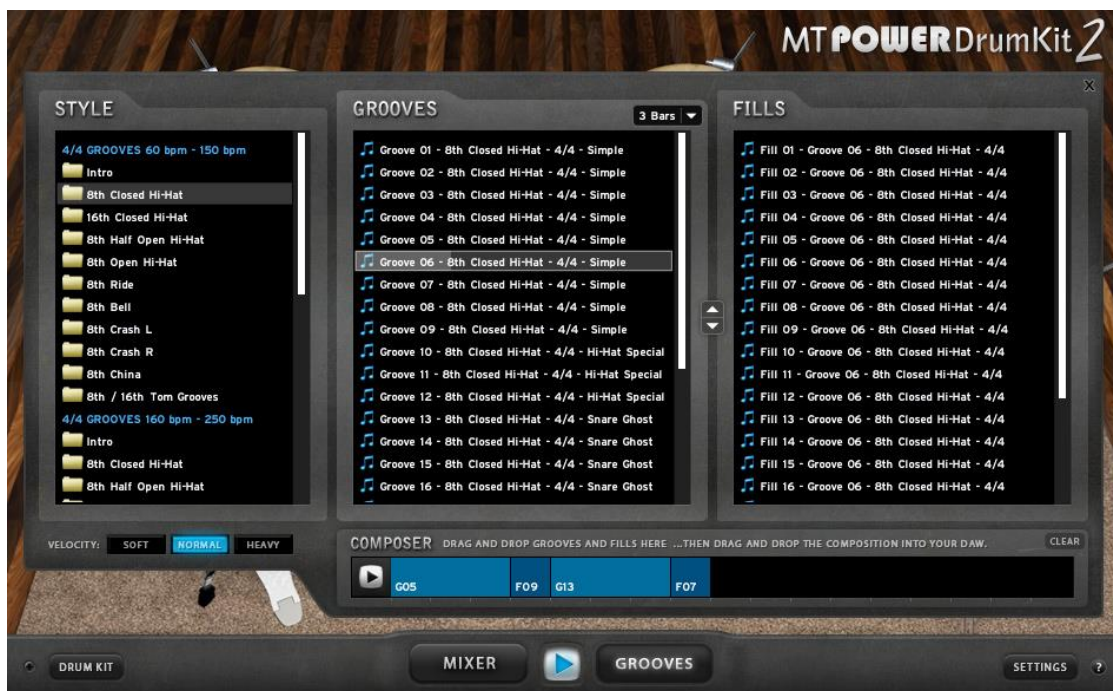 MT POWER DrumKit 2
X
STYLE
4/4 GROOVES 60 bpm - 150 bpm
Intro
8th Closed Hi-Hat
16th Closed Hi-Hat
8th Half Open Hi-Hat
8th Open Hi-Hat
8th Ride
8th Bell
8th Crash L
8th Crash R
8th China
8th / 16th Tom Grooves
4/4 GROOVES 160 bpm - 250 bpm
Intro
8th Closed Hi-Hat
8th Half Open Hi-Hat
GROOVES
3 Bars
Groove 01 - 8th Closed Hi-Hat - 4/4 - Simple
Groove 02 - 8th Closed Hi-Hat - 4/4 - Simple
Groove 03 - 8th Closed Hi-Hat - 4/4 - Simple
Groove 04 - 8th Closed Hi-Hat - 4/4 - Simple
Groove 05 - 8th Closed Hi-Hat - 4/4 - Simple
Groove 06 - 8th Closed Hi-Hat - 4/4 - Simple
Groove 07 - 8th Closed Hi-Hat - 4/4 - Simple
Groove 08 - 8th Closed Hi-Hat - 4/4 - Simple
Groove 09 - 8th Closed Hi-Hat - 4/4 - Simple
Groove 10 - 8th Closed Hi-Hat - 4/4 - Hi-Hat Special
Groove 11 - 8th Closed Hi-Hat - 4/4 - Hi-Hat Special
Groove 12 - 8th Closed Hi-Hat - 4/4 - Hi-Hat Special
Groove 13 - 8th Closed Hi-Hat - 4/4 - Snare Ghost
Groove 14 - 8th Closed Hi-Hat - 4/4 - Snare Ghost
Groove 15 - 8th Closed Hi-Hat - 4/4 - Snare Ghost
Groove 16 - 8th Closed Hi-Hat - 4/4 - Snare Ghost
FILLS
Fill 01 - Groove 06 - 8th Closed Hi-Hat - 4/4
Fill 02 - Groove 06 - 8th Closed Hi-Hat - 4/4
Fill 03 - Groove 06 - 8th Closed Hi-Hat - 4/4
Fill 04 - Groove 06 - 8th Closed Hi-Hat - 4/4
Fill 05 - Groove 06 - 8th Closed Hi-Hat - 4/4
Fill 06 - Groove 06 - 8th Closed Hi-Hat - 4/4
Fill 07 - Groove 06 - 8th Closed Hi-Hat - 4/4
Fill 08 - Groove 06 - 8th Closed Hi-Hat - 4/4
Fill 09 - Groove 06 - 8th Closed Hi-Hat - 4/4
Fill 10 - Groove 06 - 8th Closed Hi-Hat - 4/4
Fill 11 - Groove 06 - 8th Closed Hi-Hat - 4/4
Fill 12 - Groove 06 - 8th Closed Hi-Hat - 4/4
Fill 13 - Groove 06 - 8th Closed Hi-Hat - 4/4
Fill 14 - Groove 06 - 8th Closed Hi-Hat - 4/4
Fill 15 - Groove 06 - 8th Closed Hi-Hat - 4/4
Fill 16 - Groove 06 - 8th Closed Hi-Hat - 4/4
VELOCITY: SOFT NORMAL HEAVY
COMPOSER DRAG AND DROP GROOVES AND FILLS HERE ...THEN DRAG AND DROP THE COMPOSITION INTO YOUR DAW. CLEAR
G05 F09 G13 F07
DRUM KIT MIXER GROOVES SETTINGS ?